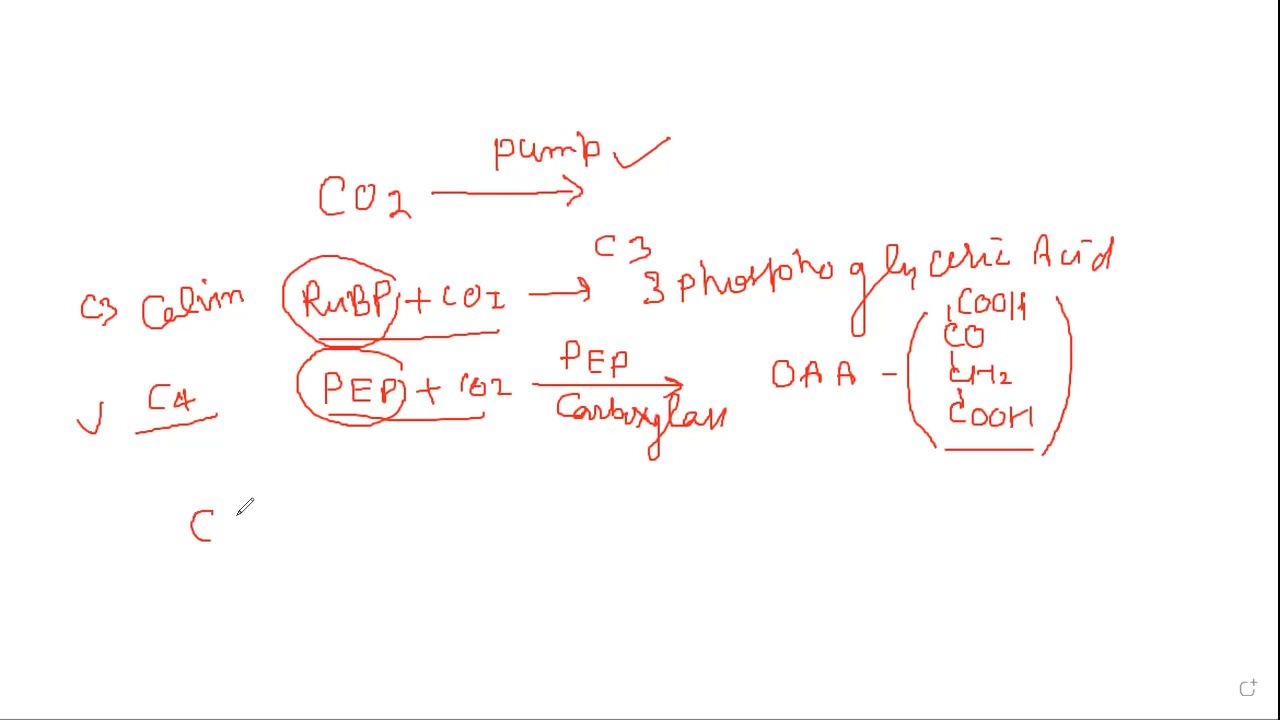 pump
CO2
C3
C3 Calvin RuBP + CO2 → 3 phosphoglyceric Acid
COOH
CO
C4 PEP + CO2 PEP OAA - CH2
Carboxylase COOH
C
C+